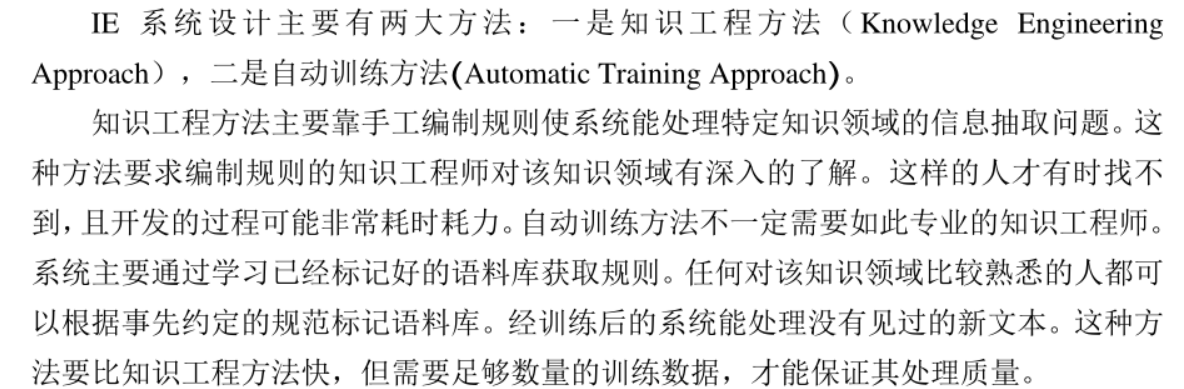 IE 系统设计主要有两大方法：一是知识工程方法（Knowledge Engineering
Approach），二是自动训练方法(Automatic Training Approach)。
知识工程方法主要靠手工编制规则使系统能处理特定知识领域的信息抽取问题。这
种方法要求编制规则的知识工程师对该知识领域有深入的了解。这样的人才有时找不
到，且开发的过程可能非常耗时耗力。自动训练方法不一定需要如此专业的知识工程师。
系统主要通过学习已经标记好的语料库获取规则。任何对该知识领域比较熟悉的人都可
以根据事先约定的规范标记语料库。经训练后的系统能处理没有见过的新文本。这种方
法要比知识工程方法快，但需要足够数量的训练数据，才能保证其处理质量。